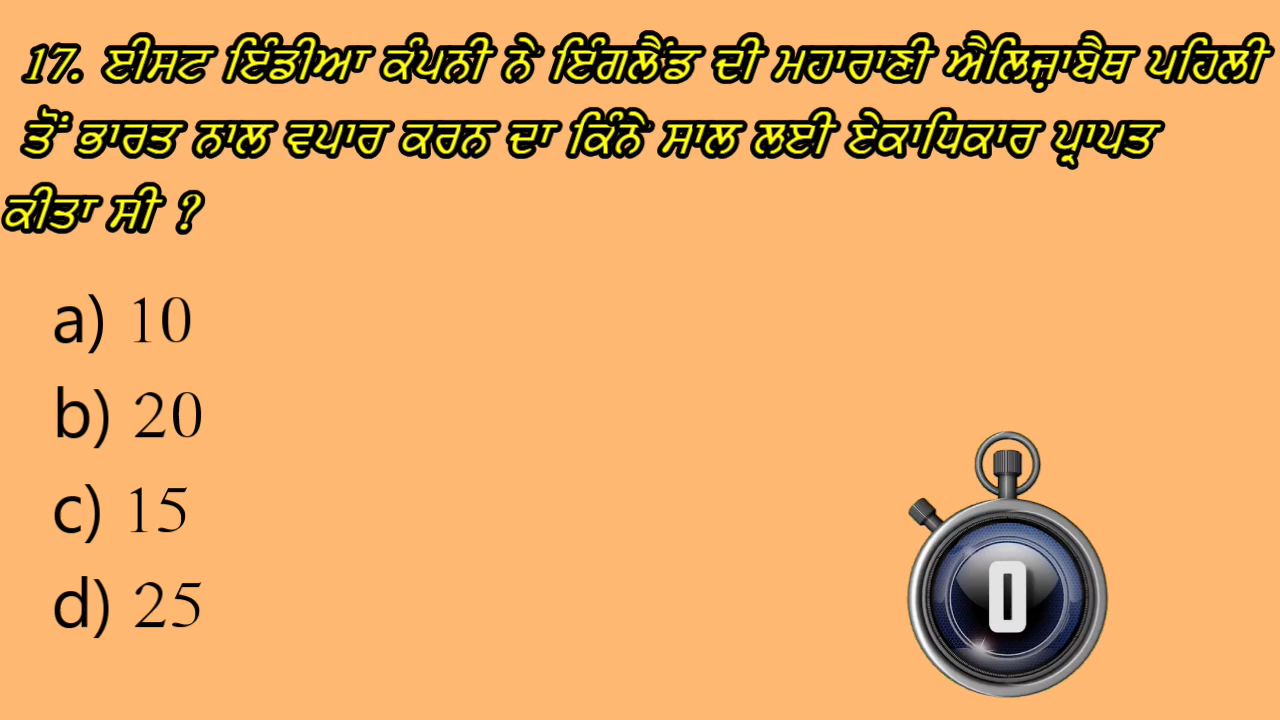 17. ਈਸਟ ਇੰਡੀਆ ਕੰਪਨੀ ਨੇ ਇੰਗਲੈਂਡ ਦੀ ਮਹਾਰਾਣੀ ਐਲਿਜ਼ਾਬੈਥ ਪਹਿਲੀ
ਤੋਂ ਭਾਰਤ ਨਾਲ ਵਪਾਰ ਕਰਨ ਦਾ ਕਿੰਨੇ ਸਾਲ ਲਈ ਏਕਾਧਿਕਾਰ ਪ੍ਰਾਪਤ
ਕੀਤਾ ਸੀ ?
a) 10
b) 20
c) 15
d) 25
0